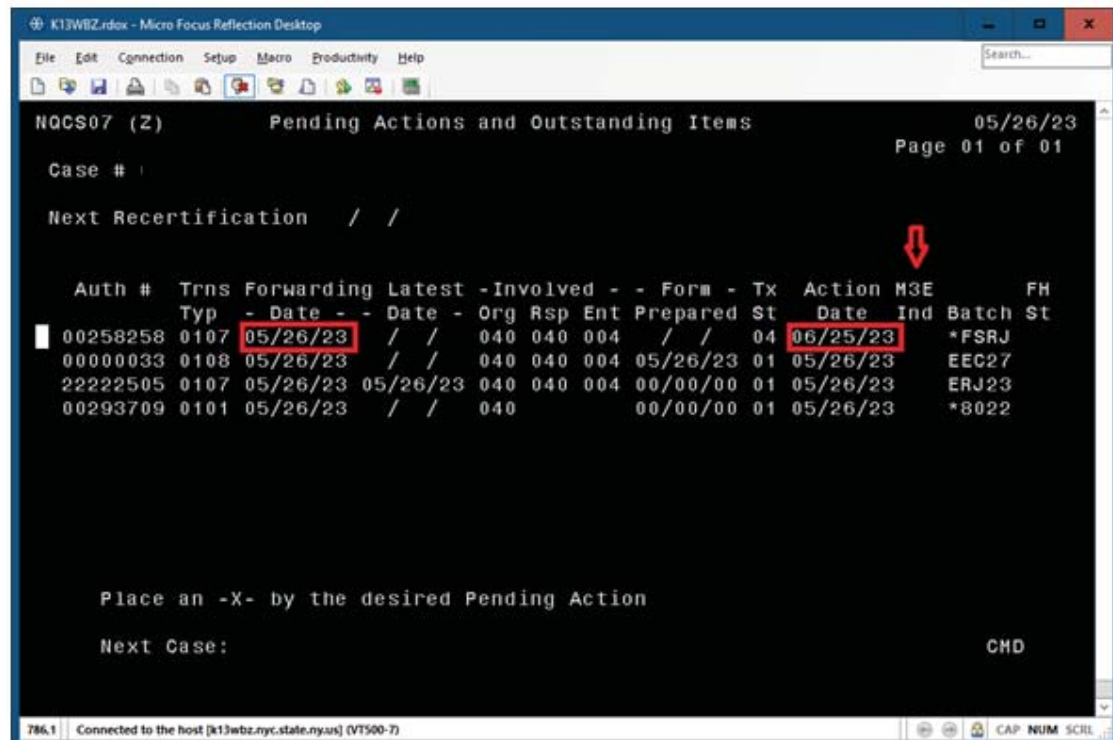 K13WBZ.rdox - Micro Focus Reflection Desktop
File Edit Connection Setup Macro Productivity Help
Search...
NQCS07 (Z) Pending Actions and Outstanding Items 05/26/23
Page 01 of 01
Case #
Next Recertification / /
Auth # Trns Forwarding Latest -Involved - - Form - Tx Action M3E FH
Typ - Date - - Date - Org Rsp Ent Prepared St Date Ind Batch St
00258258 0107 05/26/23 / / 040 040 004 / / 04 06/25/23 *FSRJ
00000033 0108 05/26/23 / / 040 040 004 05/26/23 01 05/26/23 EEC27
22222505 0107 05/26/23 05/26/23 040 040 004 00/00/00 01 05/26/23 ERJ23
00293709 0101 05/26/23 / / 040 00/00/00 01 05/26/23 *8022
Place an -X- by the desired Pending Action
Next Case: CMD
786,1 Connected to the host [k13wbz.nyc.state.ny.us] (VT500-7) CAP NUM SCRL